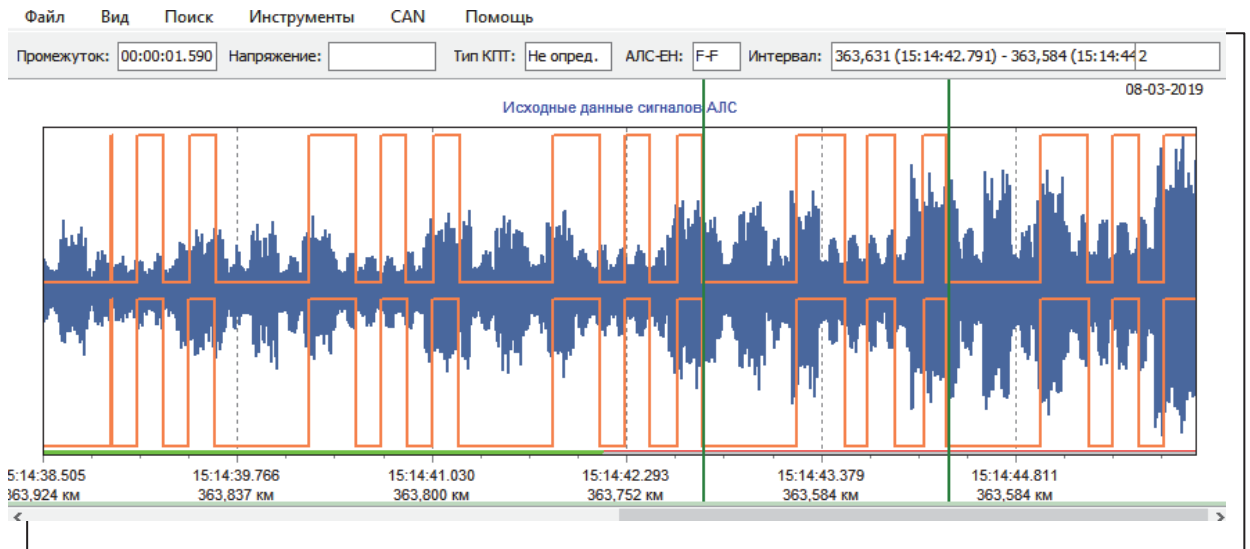 Файл Вид Поиск Инструменты CAN Помощь
Промежуток: 00:00:01.590 Напряжение: Тип КПТ: Не опред. АЛС-ЕН: F-F Интервал: 363,631 (15:14:42.791) - 363,584 (15:14:44 2
08-03-2019
Исходные данные сигналов АЛС
5:14:38.505 15:14:39.766 15:14:41.030 15:14:42.293 15:14:43.379 15:14:44.811
363,924 км 363,837 км 363,800 км 363,752 км 363,584 км 363,584 км